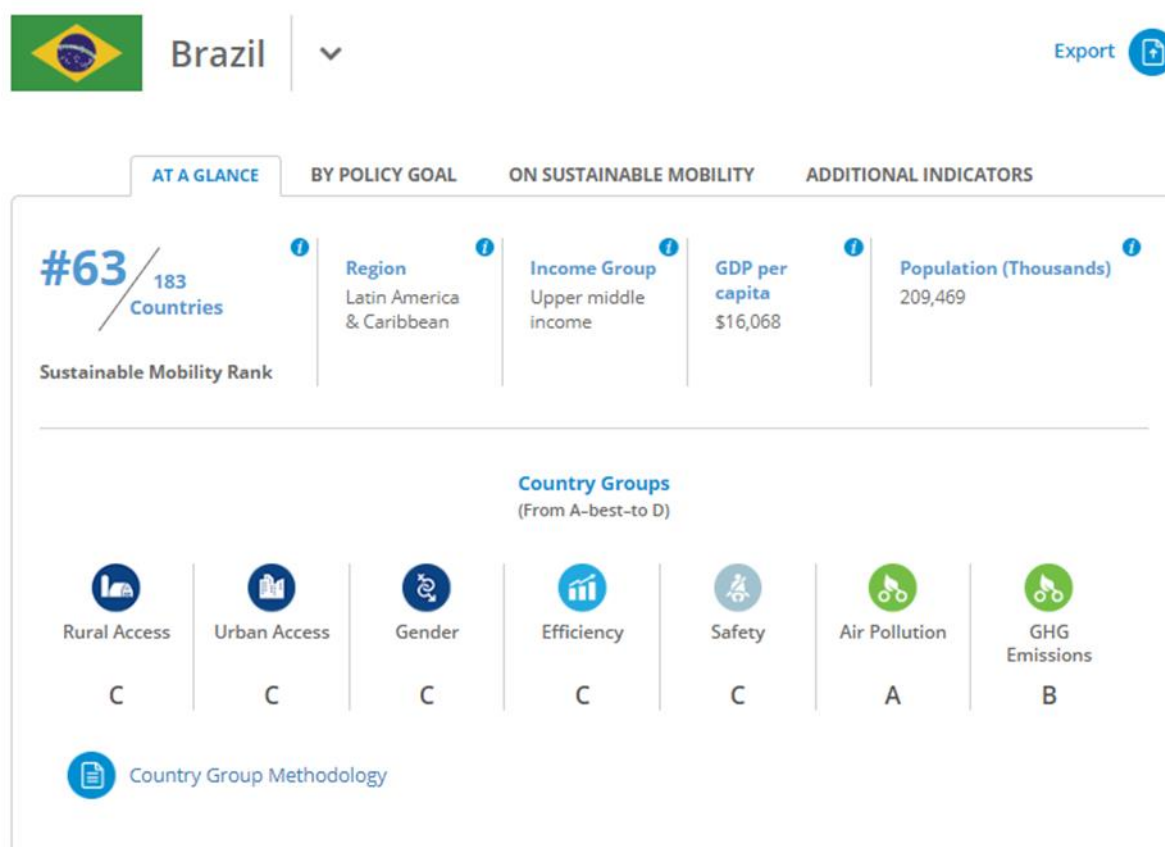 Brazil
Export
AT A GLANCE
BY POLICY GOAL
ON SUSTAINABLE MOBILITY
ADDITIONAL INDICATORS
#63
183
Countries
Sustainable Mobility Rank
Region
Latin America
& Caribbean
Income Group
Upper middle
income
GDP per
capita
$16,068
Population (Thousands)
209,469
Country Groups
(From A–best–to D)
Rural Access
C
Urban Access
C
Gender
C
Efficiency
C
Safety
C
Air Pollution
A
GHG
Emissions
B
Country Group Methodology